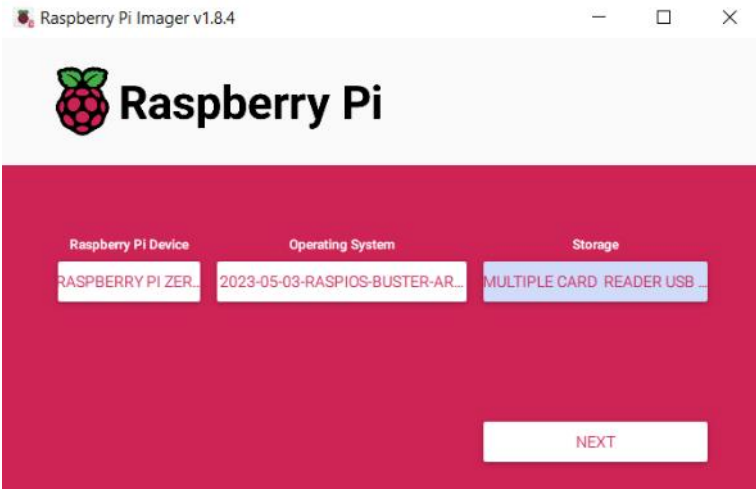 Raspberry Pi Imager v1.8.4
Raspberry Pi
Raspberry Pi Device
Operating System
Storage
RASPBERRY PI ZER...
2023-05-03-RASPIOS-BUSTER-AR...
MULTIPLE CARD READER USB ...
NEXT